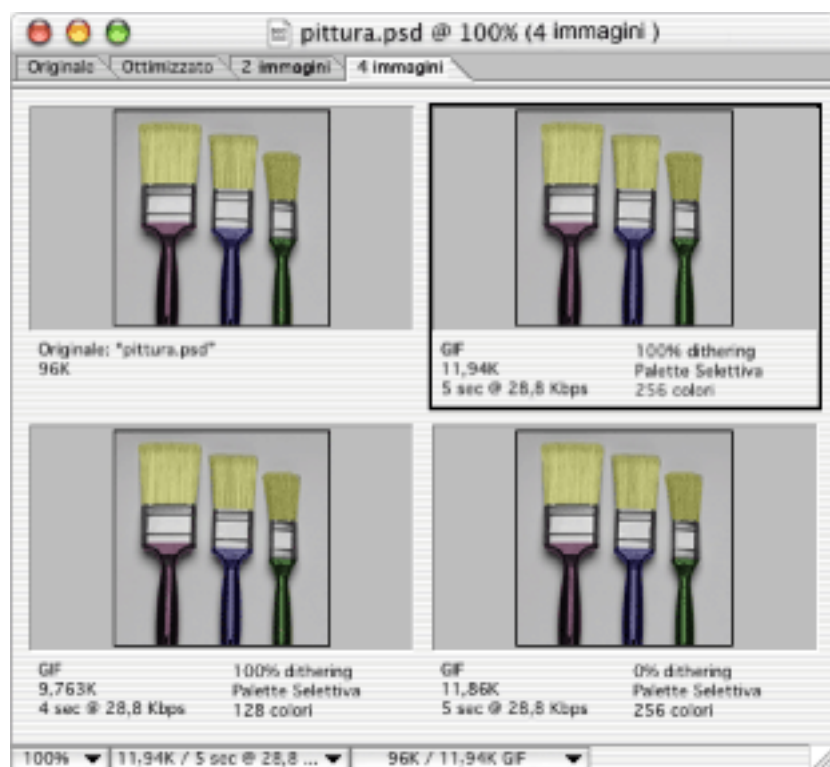 pittura.psd @ 100% (4 immagini )
Originale Ottimizzato 2 immagini 4 immagini
Originale: "pittura.psd"
96K
GIF 100% dithering
11,94K Palette Selettiva
5 sec @ 28,8 Kbps 256 colori
GIF 100% dithering
9,763K Palette Selettiva
4 sec @ 28,8 Kbps 128 colori
GIF 0% dithering
11,86K Palette Selettiva
5 sec @ 28,8 Kbps 256 colori
100% 11,94K / 5 sec @ 28,8 ... 96K / 11,94K GIF